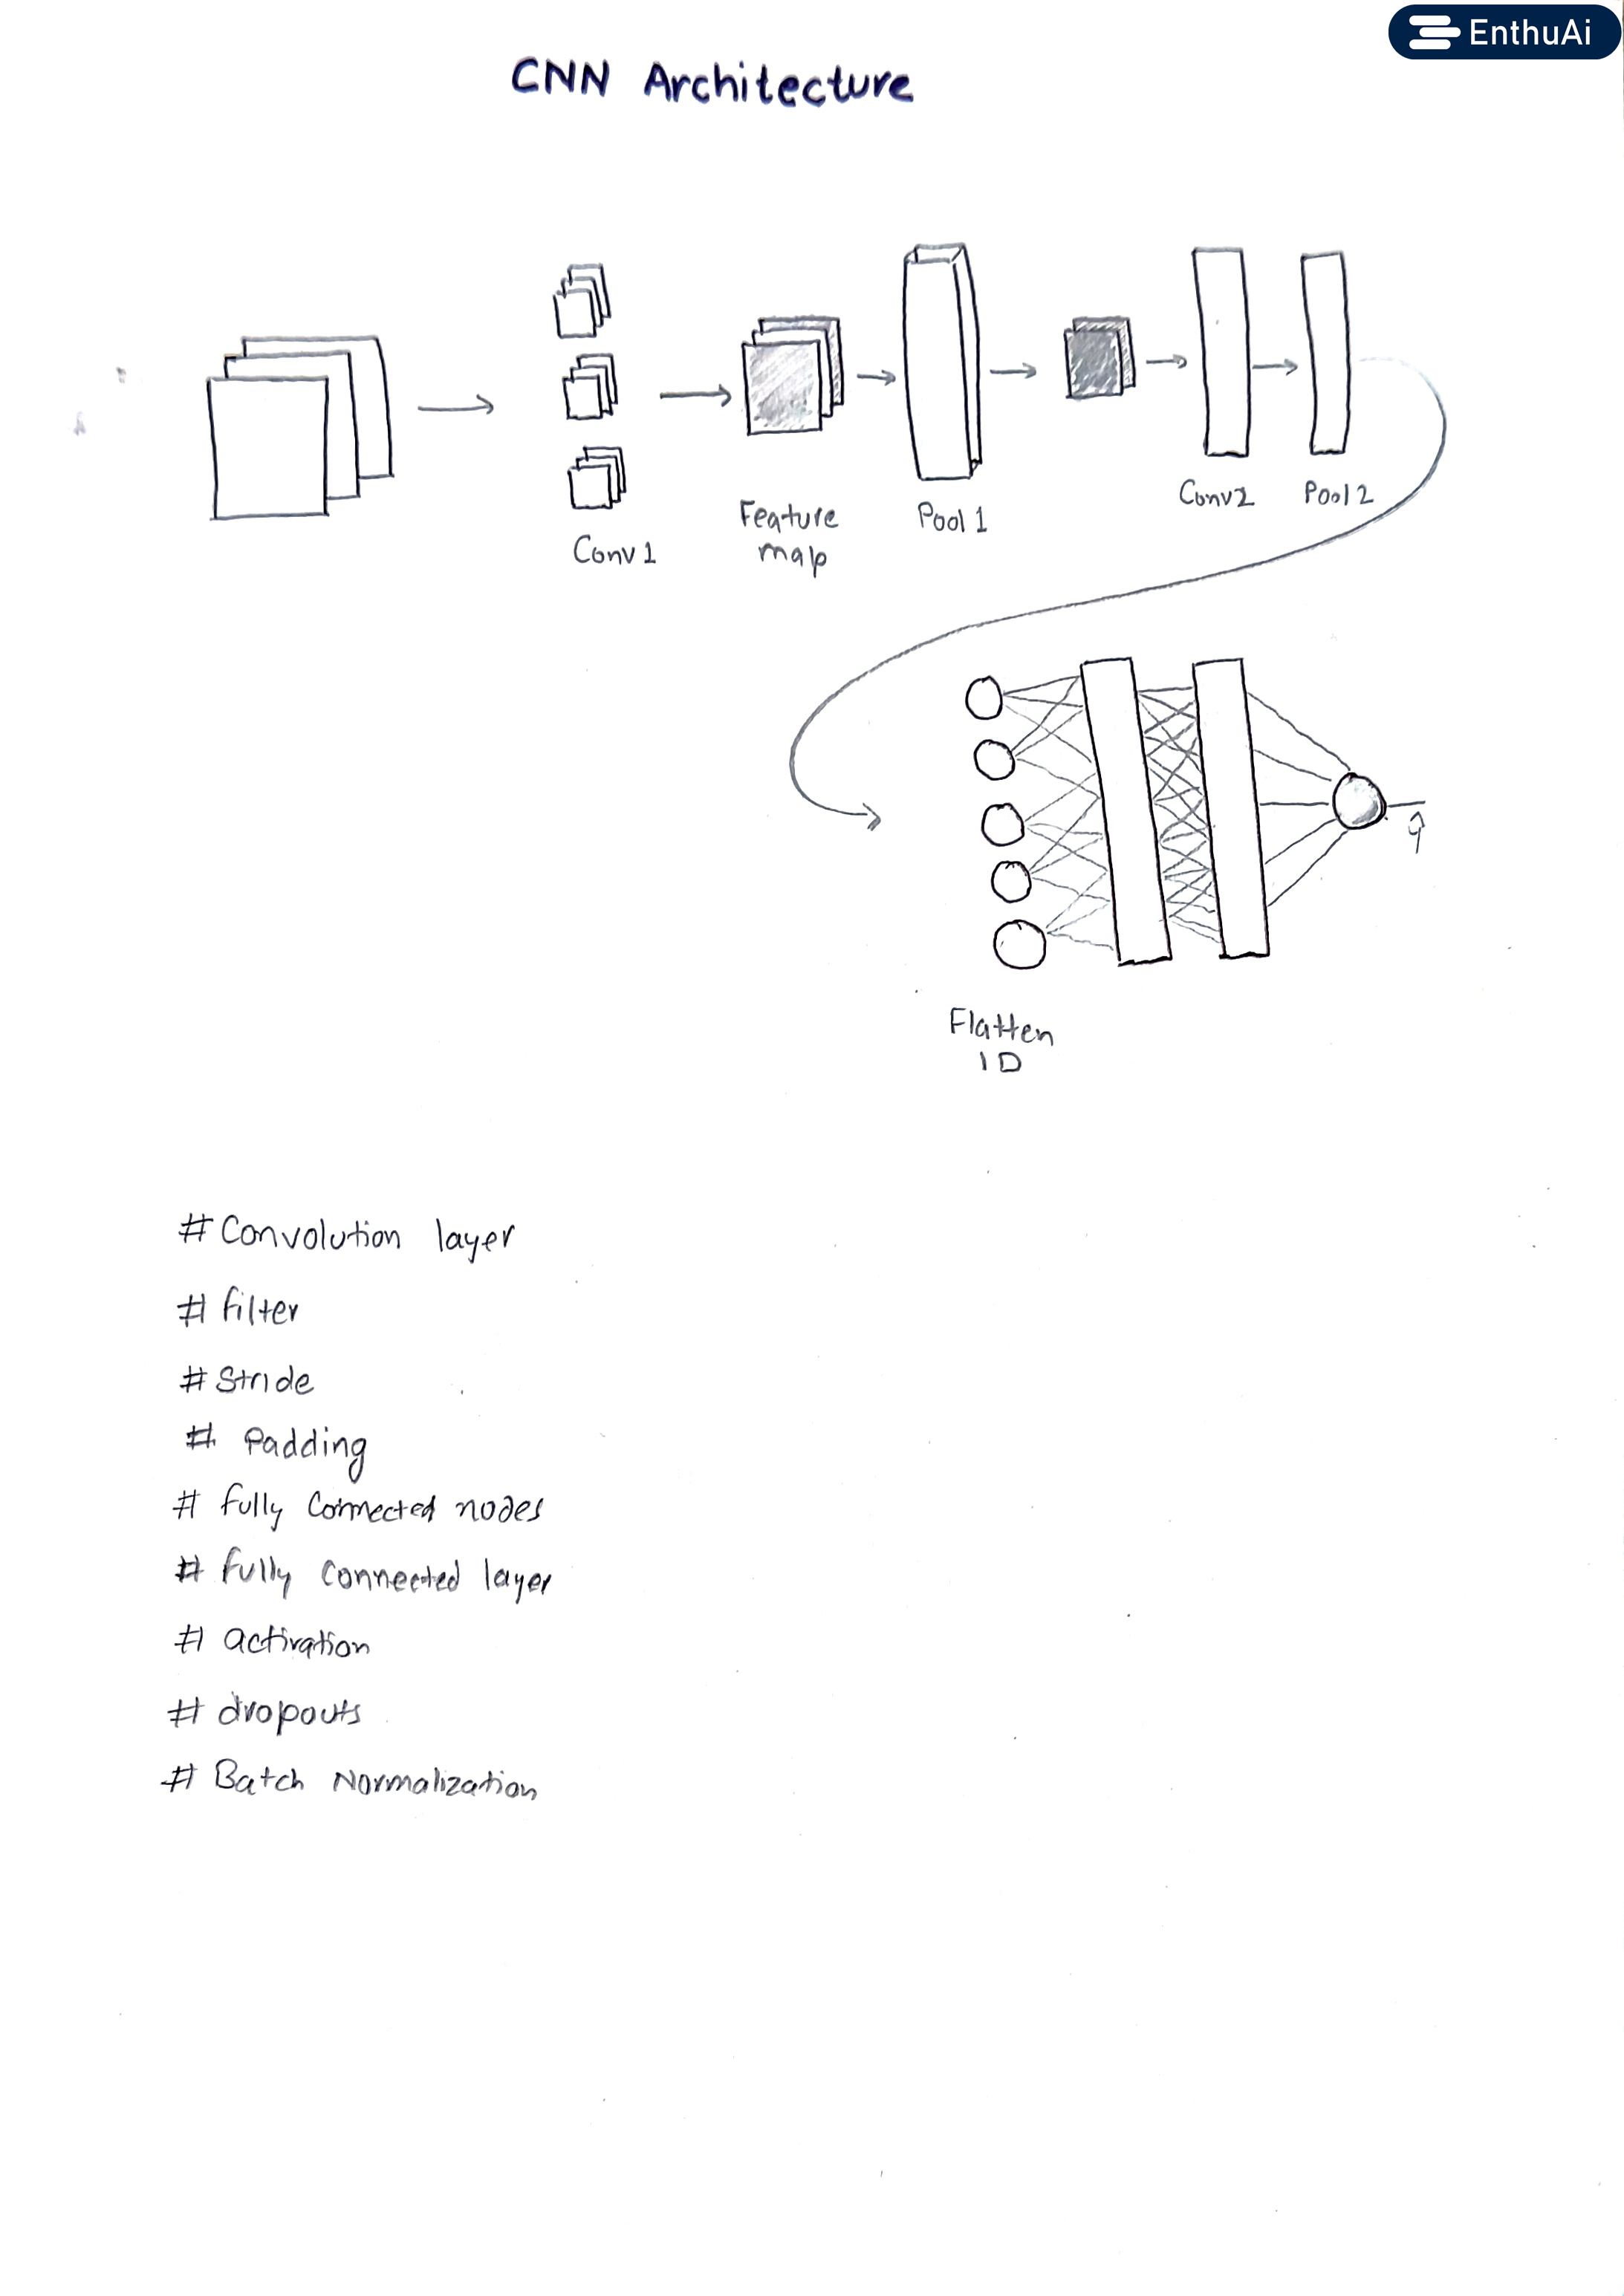 EnthuAi
CNN Architecture
Conv 1
Feature
map
Pool 1
Conv2
Pool 2
ŷ
Flatten
1D
# Convolution layer
# filter
# Stride
# Padding
# fully Connected nodes
# fully Connected layer
# activation
# dropouts
# Batch Normalization